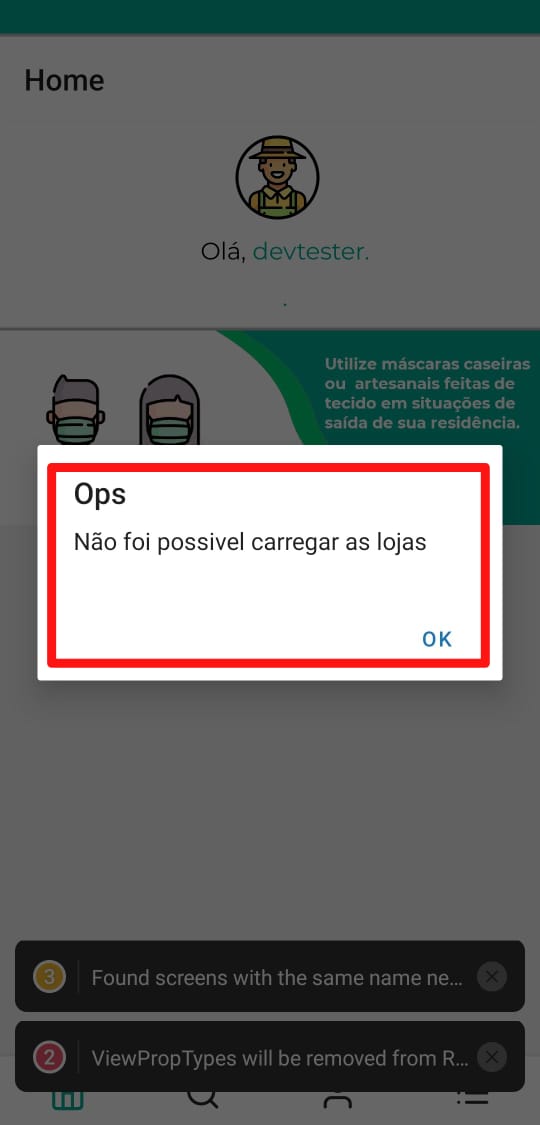 Home
Olá, devtester.
.
Utilize máscaras caseiras
ou artesanais feitas de
tecido em situações de
saída de sua residência.
Ops
Não foi possivel carregar as lojas
OK
3 Found screens with the same name ne...
2 ViewPropTypes will be removed from R...